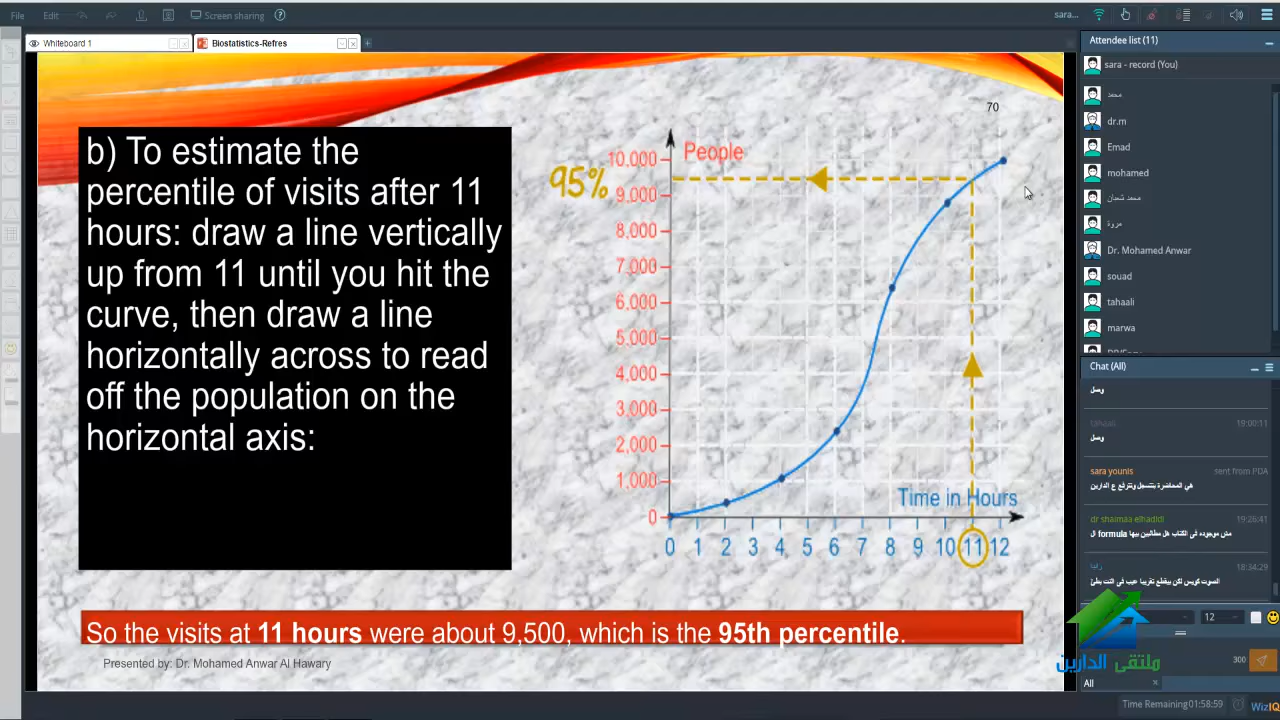 File Edit Screen sharing sara...
Whiteboard 1
Biostatistics-Refres
70
b) To estimate the
percentile of visits after 11
hours: draw a line vertically
up from 11 until you hit the
curve, then draw a line
horizontally across to read
off the population on the
horizontal axis:
People
95%
10,000
9,000
8,000
7,000
6,000
5,000
4,000
3,000
2,000
1,000
0
Time in Hours
0 1 2 3 4 5 6 7 8 9 10 11 12
So the visits at 11 hours were about 9,500, which is the 95th percentile.
Presented by: Dr. Mohamed Anwar Al Hawary
Attendee list (11)
sara - record (You)
محمد
dr.m
Emad
mohamed
محمد شعبان
مروة
Dr. Mohamed Anwar
souad
tahaali
marwa
Chat (All)
وصل
tahaali 19:00:11
وصل
sara younis sent from PDA
هي المحاضرة بتتسجل وتترفع ع الدارين
dr shaimaa elhadidi 19:26:41
مش موجوده فى الكتاب هل مطالبين بيها formula ال
رانيا 18:34:29
الصوت كويس لكن بيقطع تقريبا عيب فى النت بطئ
12
300
ملتقى الدارين
All
Time Remaining 01:58:59
WizIQ